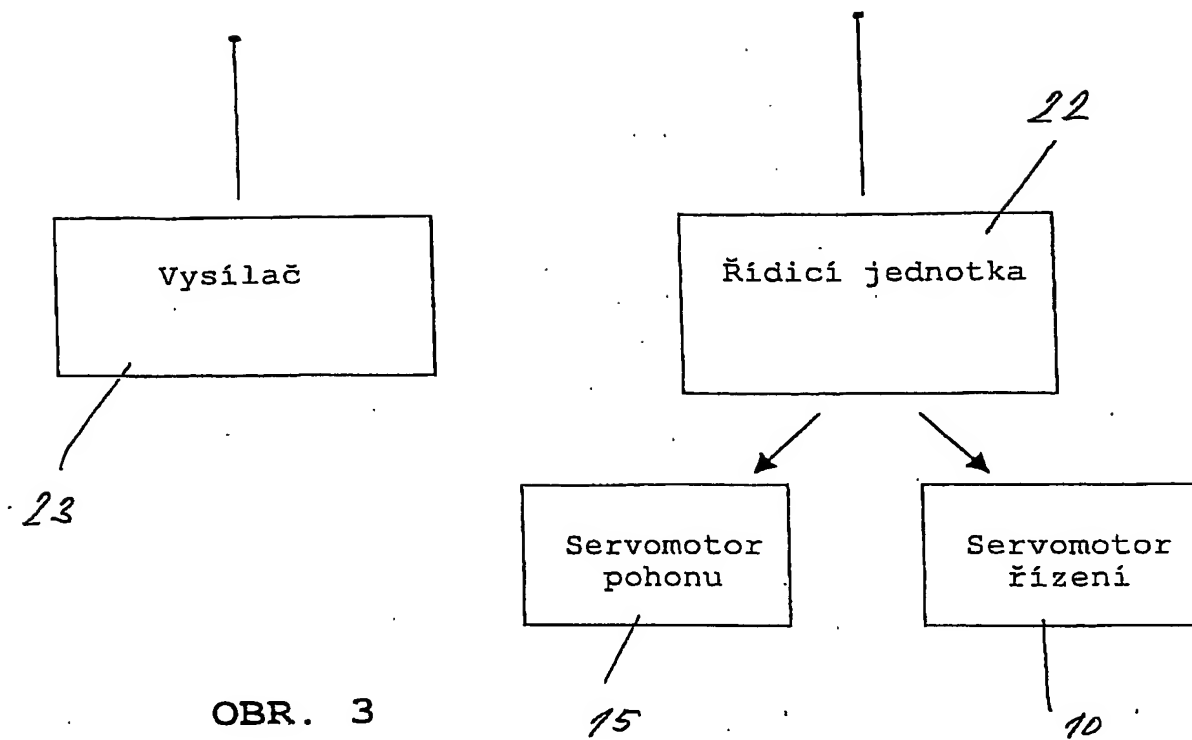 22
Vysílač
Řídicí jednotka
23
Servomotor
pohonu
Servomotor
řízení
OBR. 3
15
10